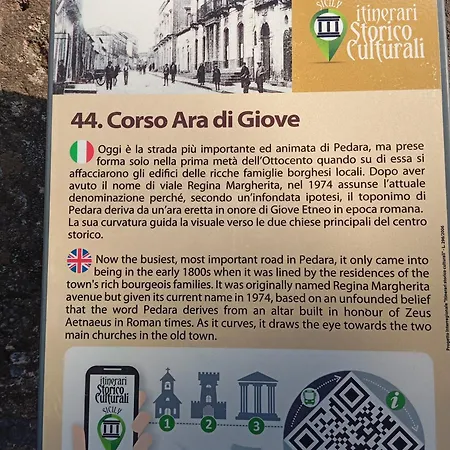 SICILY
itinerari
Storico
Culturali
44. Corso Ara di Giove
Oggi è la strada più importante ed animata di Pedara, ma prese
forma solo nella prima metà dell'Ottocento quando su di essa si
affacciarono gli edifici delle ricche famiglie borghesi locali. Dopo aver
avuto il nome di viale Regina Margherita, nel 1974 assunse l'attuale
denominazione perché, secondo un'infondata ipotesi, il toponimo di
Pedara deriva da un'ara eretta in onore di Giove Etneo in epoca romana.
La sua curvatura guida la visuale verso le due chiese principali del centro
storico.
Now the busiest, most important road in Pedara, it only came into
being in the early 1800s when it was lined by the residences of the
town's rich bourgeois families. It was originally named Regina Margherita
avenue but given its current name in 1974, based on an unfounded belief
that the word Pedara derives from an altar built in honour of Zeus
Aetnaeus in Roman times. As it curves, it draws the eye towards the two
main churches in the old town.
Progetto Interregionale "Itinerari storico culturali" - L. 296/2006
itinerari
Storico
Culturali
SICILY
1 2 3
i